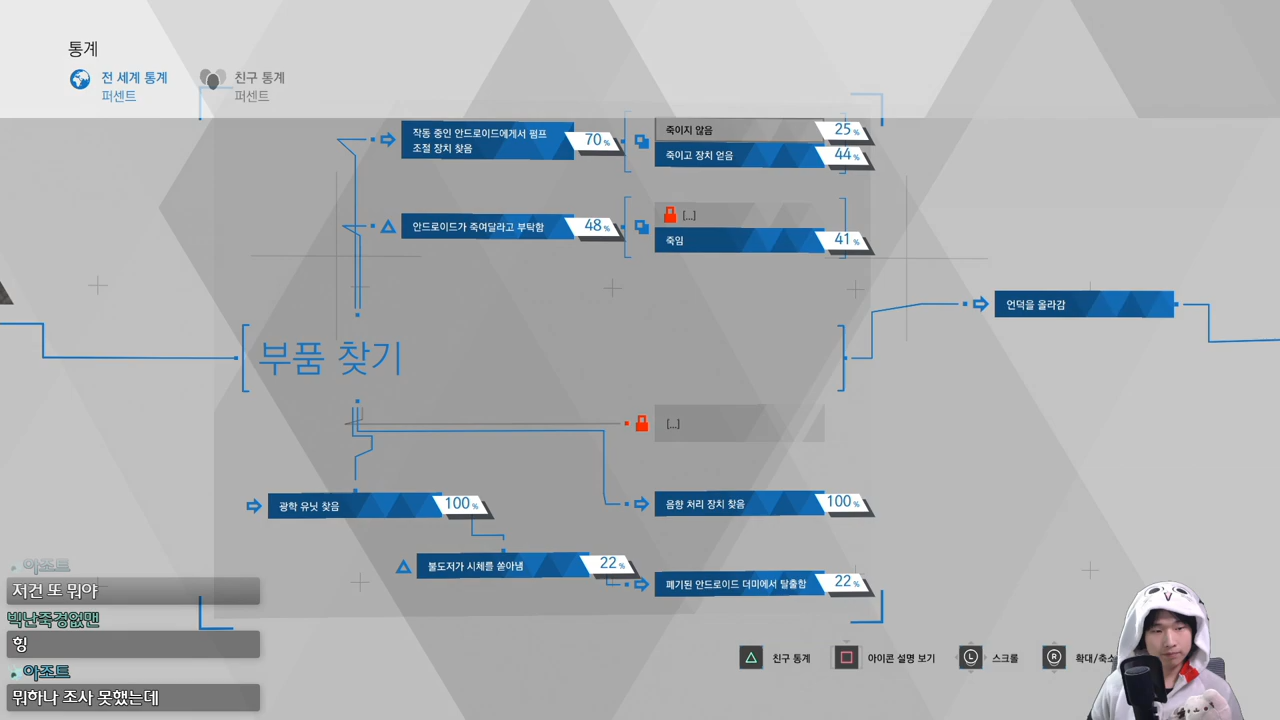 통계
전 세계 통계
퍼센트
친구 통계
퍼센트
작동 중인 안드로이드에게서 펌프
조절 장치 찾음
70 %
죽이지 않음
25 %
죽이고 장치 얻음
44 %
안드로이드가 죽여달라고 부탁함
48 %
[...]
죽임
41 %
언덕을 올라감
부품 찾기
[...]
광학 유닛 찾음
100 %
음향 처리 장치 찾음
100 %
불도저가 시체를 쏟아냄
22 %
폐기된 안드로이드 더미에서 탈출함
22 %
아조트
저건 또 뭐야
빅난죽경없맨
힝
아조트
뭐하나 조사 못했는데
친구 통계
아이콘 설명 보기
L
스크롤
R
확대/축소